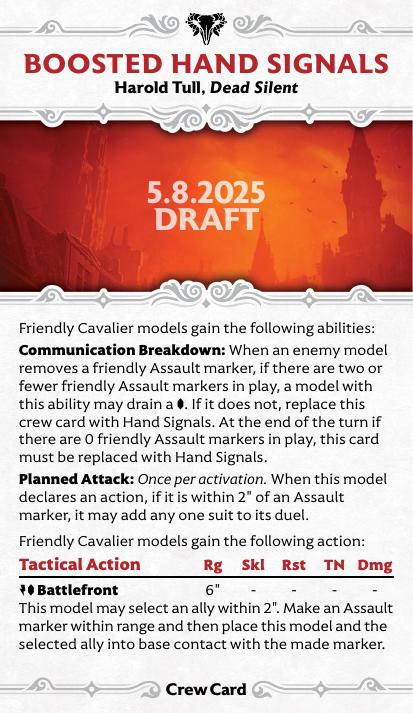 BOOSTED HAND SIGNALS
Harold Tull, Dead Silent
5.8.2025
DRAFT
Friendly Cavalier models gain the following abilities:
Communication Breakdown: When an enemy model
removes a friendly Assault marker, if there are two or
fewer friendly Assault markers in play, a model with
this ability may drain a . If it does not, replace this
crew card with Hand Signals. At the end of the turn if
there are 0 friendly Assault markers in play, this card
must be replaced with Hand Signals.
Planned Attack: Once per activation. When this model
declares an action, if it is within 2" of an Assault
marker, it may add any suit to its duel.
Friendly Cavalier models gain the following action:
Tactical Action Rg Skl Rst TN Dmg
Battlefront 6" - - - -
This model may select an ally within 2". Make an Assault
marker within range and then place this model and the
selected ally into base contact with the made marker.
Crew Card